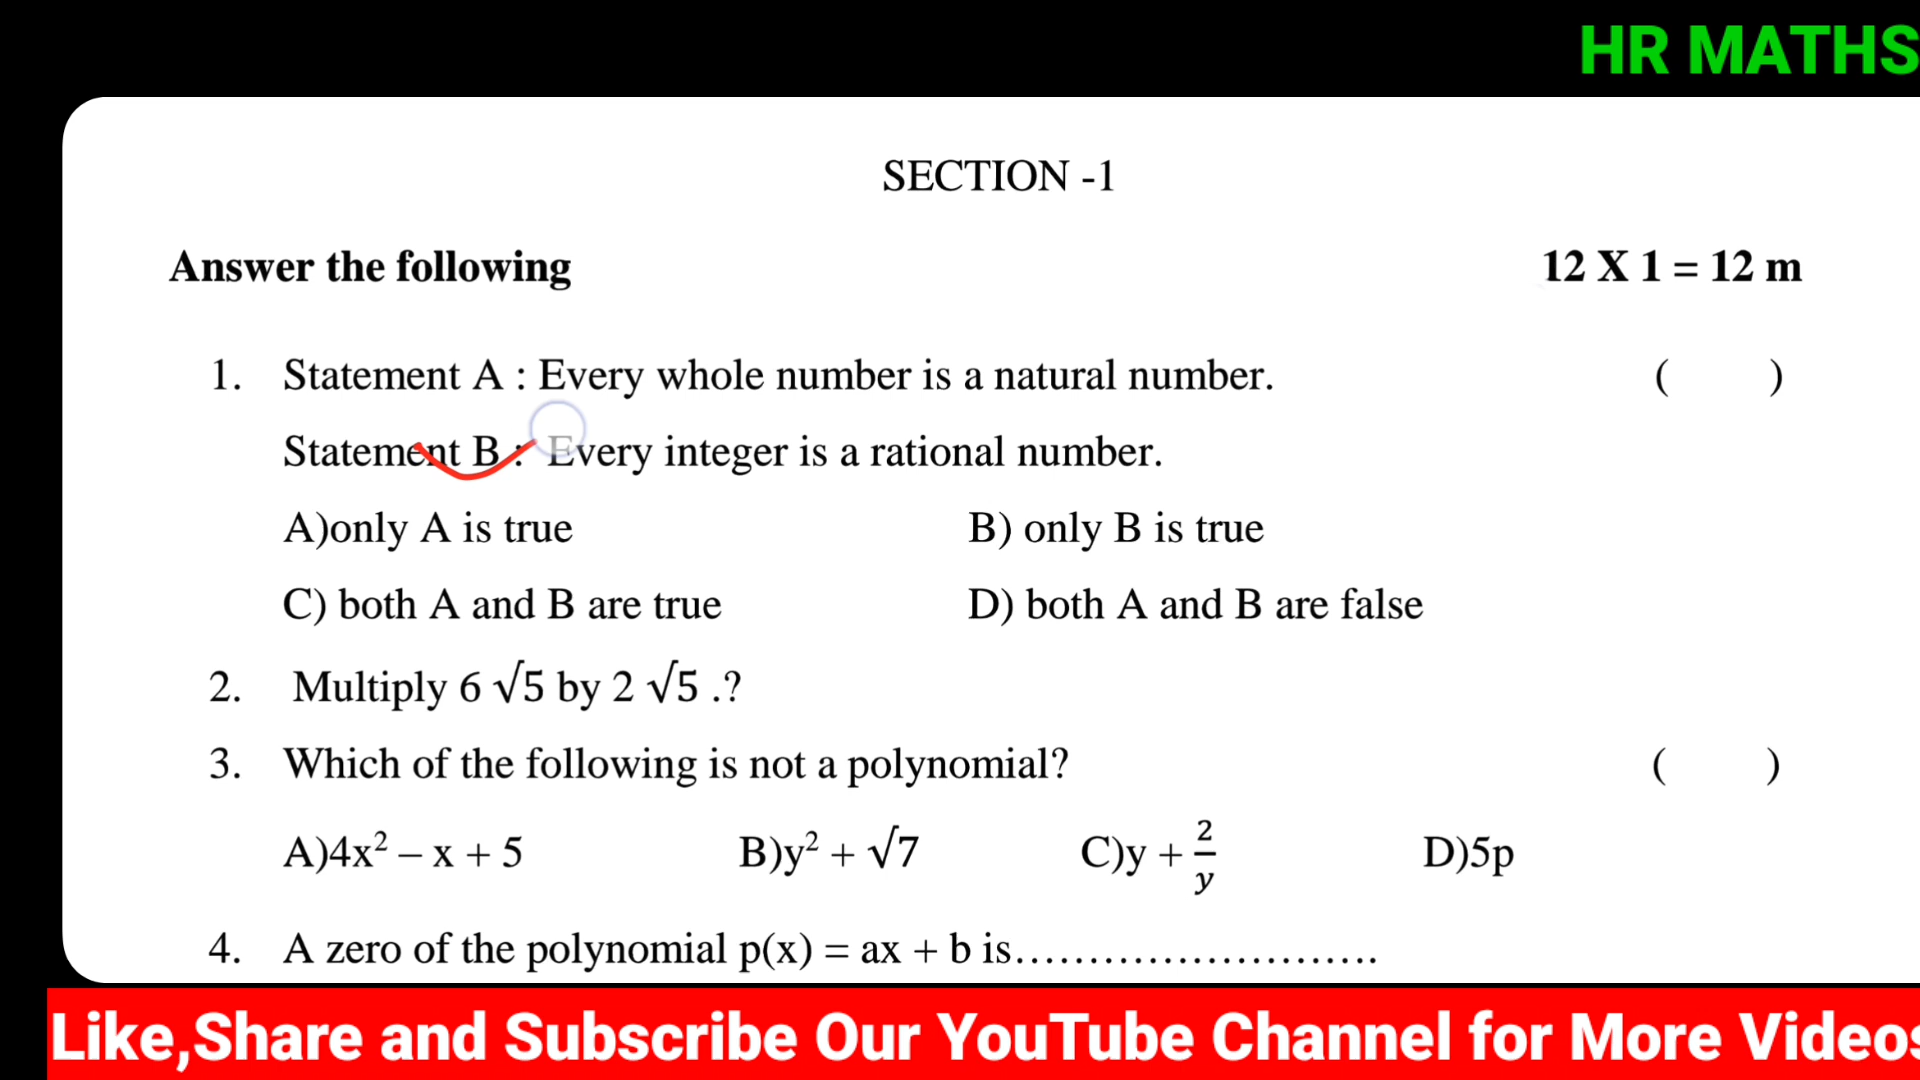 HR MATHS
SECTION -1
Answer the following 12 X 1 = 12 m
1. Statement A : Every whole number is a natural number. ( )
Statement B : Every integer is a rational number.
A)only A is true B) only B is true
C) both A and B are true D) both A and B are false
2. Multiply 6 √5 by 2 √5 .?
3. Which of the following is not a polynomial? ( )
A)4x² – x + 5 B)y² + √7 C)y + 2/y D)5p
4. A zero of the polynomial p(x) = ax + b is.........................
Like,Share and Subscribe Our YouTube Channel for More Videos